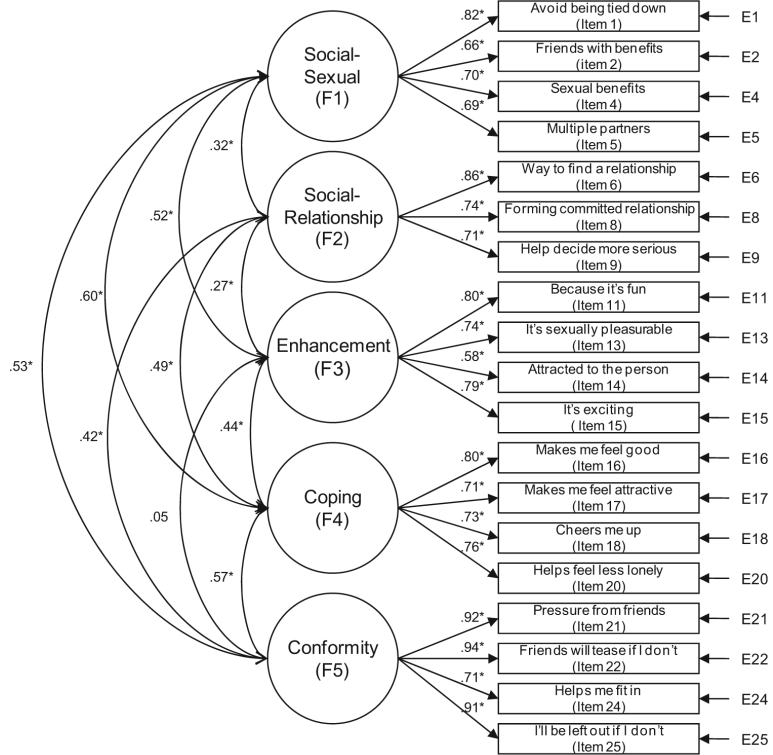 .82*
Avoid being tied down
(Item 1)
E1
.66*
Friends with benefits
(item 2)
E2
.70*
Sexual benefits
(Item 4)
E4
.69*
Multiple partners
(Item 5)
E5
Social-
Sexual
(F1)
.32*
.86*
Way to find a relationship
(Item 6)
E6
.74*
Forming committed relationship
(Item 8)
E8
.71*
Help decide more serious
(Item 9)
E9
Social-
Relationship
(F2)
.52*
.27*
.60*
.80*
Because it's fun
(Item 11)
E11
.74*
It's sexually pleasurable
(Item 13)
E13
.58*
Attracted to the person
(Item 14)
E14
.79*
It's exciting
( Item 15)
E15
Enhancement
(F3)
.53*
.49*
.44*
.42*
.80*
Makes me feel good
(Item 16)
E16
.71*
Makes me feel attractive
(Item 17)
E17
.73*
Cheers me up
(Item 18)
E18
.76*
Helps feel less lonely
(Item 20)
E20
Coping
(F4)
.05
.57*
.92*
Pressure from friends
(Item 21)
E21
.94*
Friends will tease if I don't
(Item 22)
E22
.71*
Helps me fit in
(Item 24)
E24
.91*
I'll be left out if I don't
(Item 25)
E25
Conformity
(F5)